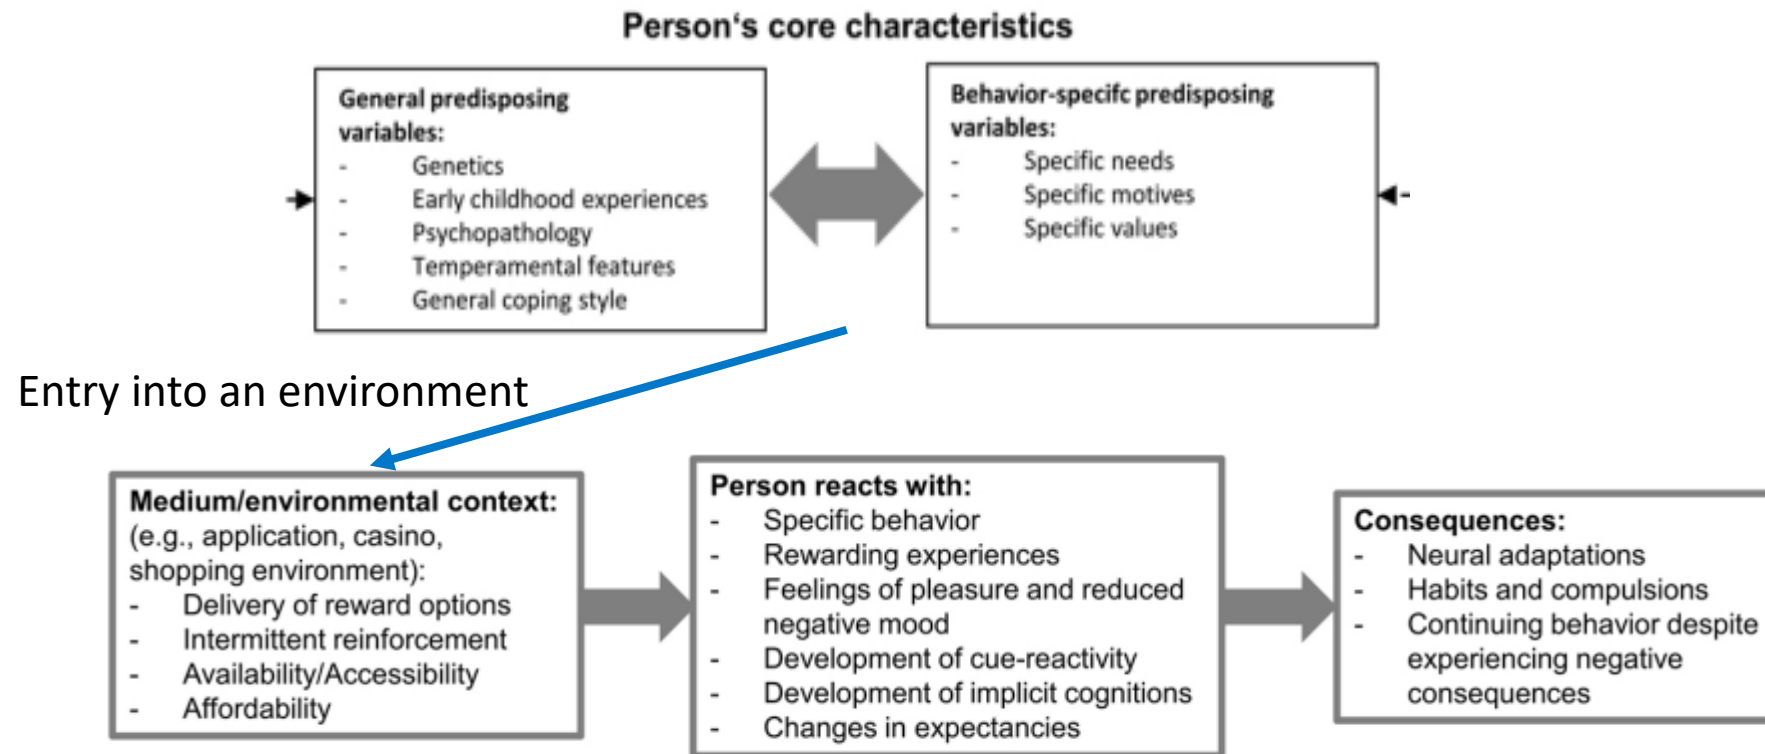 Person's core characteristics
General predisposing
variables:
- Genetics
- Early childhood experiences
- Psychopathology
- Temperamental features
- General coping style
Behavior-specifc predisposing
variables:
- Specific needs
- Specific motives
- Specific values
Entry into an environment
Medium/environmental context:
(e.g., application, casino,
shopping environment):
- Delivery of reward options
- Intermittent reinforcement
- Availability/Accessibility
- Affordability
Person reacts with:
- Specific behavior
- Rewarding experiences
- Feelings of pleasure and reduced
negative mood
- Development of cue-reactivity
- Development of implicit cognitions
- Changes in expectancies
Consequences:
- Neural adaptations
- Habits and compulsions
- Continuing behavior despite
experiencing negative
consequences